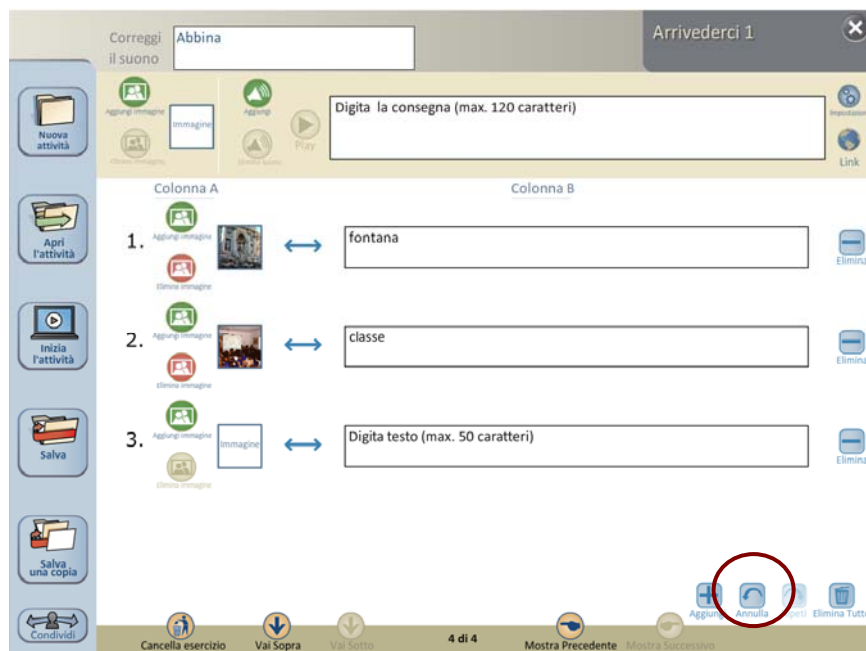 Correggi
il suono
Abbina
Arrivederci 1
Nuova
attività
Apri
l'attività
Inizia
l'attività
Salva
Salva
una copia
Condividi
Aggiungi immagine
Elimina immagine
Immagine
Aggiungi
Elimina suono
Play
Digita la consegna (max. 120 caratteri)
Impostazioni
Link
Colonna A
Colonna B
1.
Aggiungi immagine
Elimina immagine
fontana
Elimina
2.
Aggiungi immagine
Elimina immagine
classe
Elimina
3.
Aggiungi immagine
Elimina immagine
Immagine
Digita testo (max. 50 caratteri)
Elimina
Aggiungi
Annulla
Elimina Tutto
Cancella esercizio
Vai Sopra
Vai Sotto
4 di 4
Mostra Precedente
Mostra Successivo